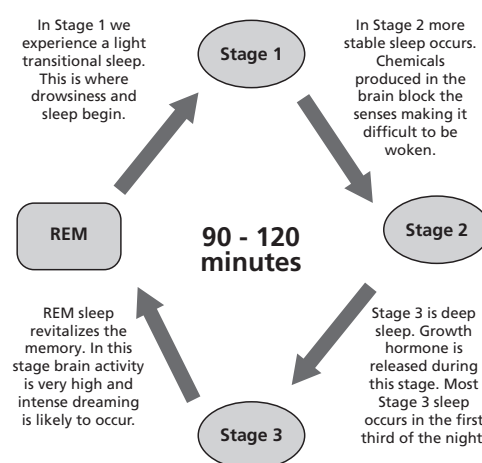 In Stage 1 we
experience a light
transitional sleep.
This is where
drowsiness and
sleep begin.
Stage 1
In Stage 2 more
stable sleep occurs.
Chemicals
produced in the
brain block the
senses making it
difficult to be
woken.
REM
90 - 120
minutes
Stage 2
REM sleep
revitalizes the
memory. In this
stage brain activity
is very high and
intense dreaming
is likely to occur.
Stage 3
Stage 3 is deep
sleep. Growth
hormone is
released during
this stage. Most
Stage 3 sleep
occurs in the first
third of the night